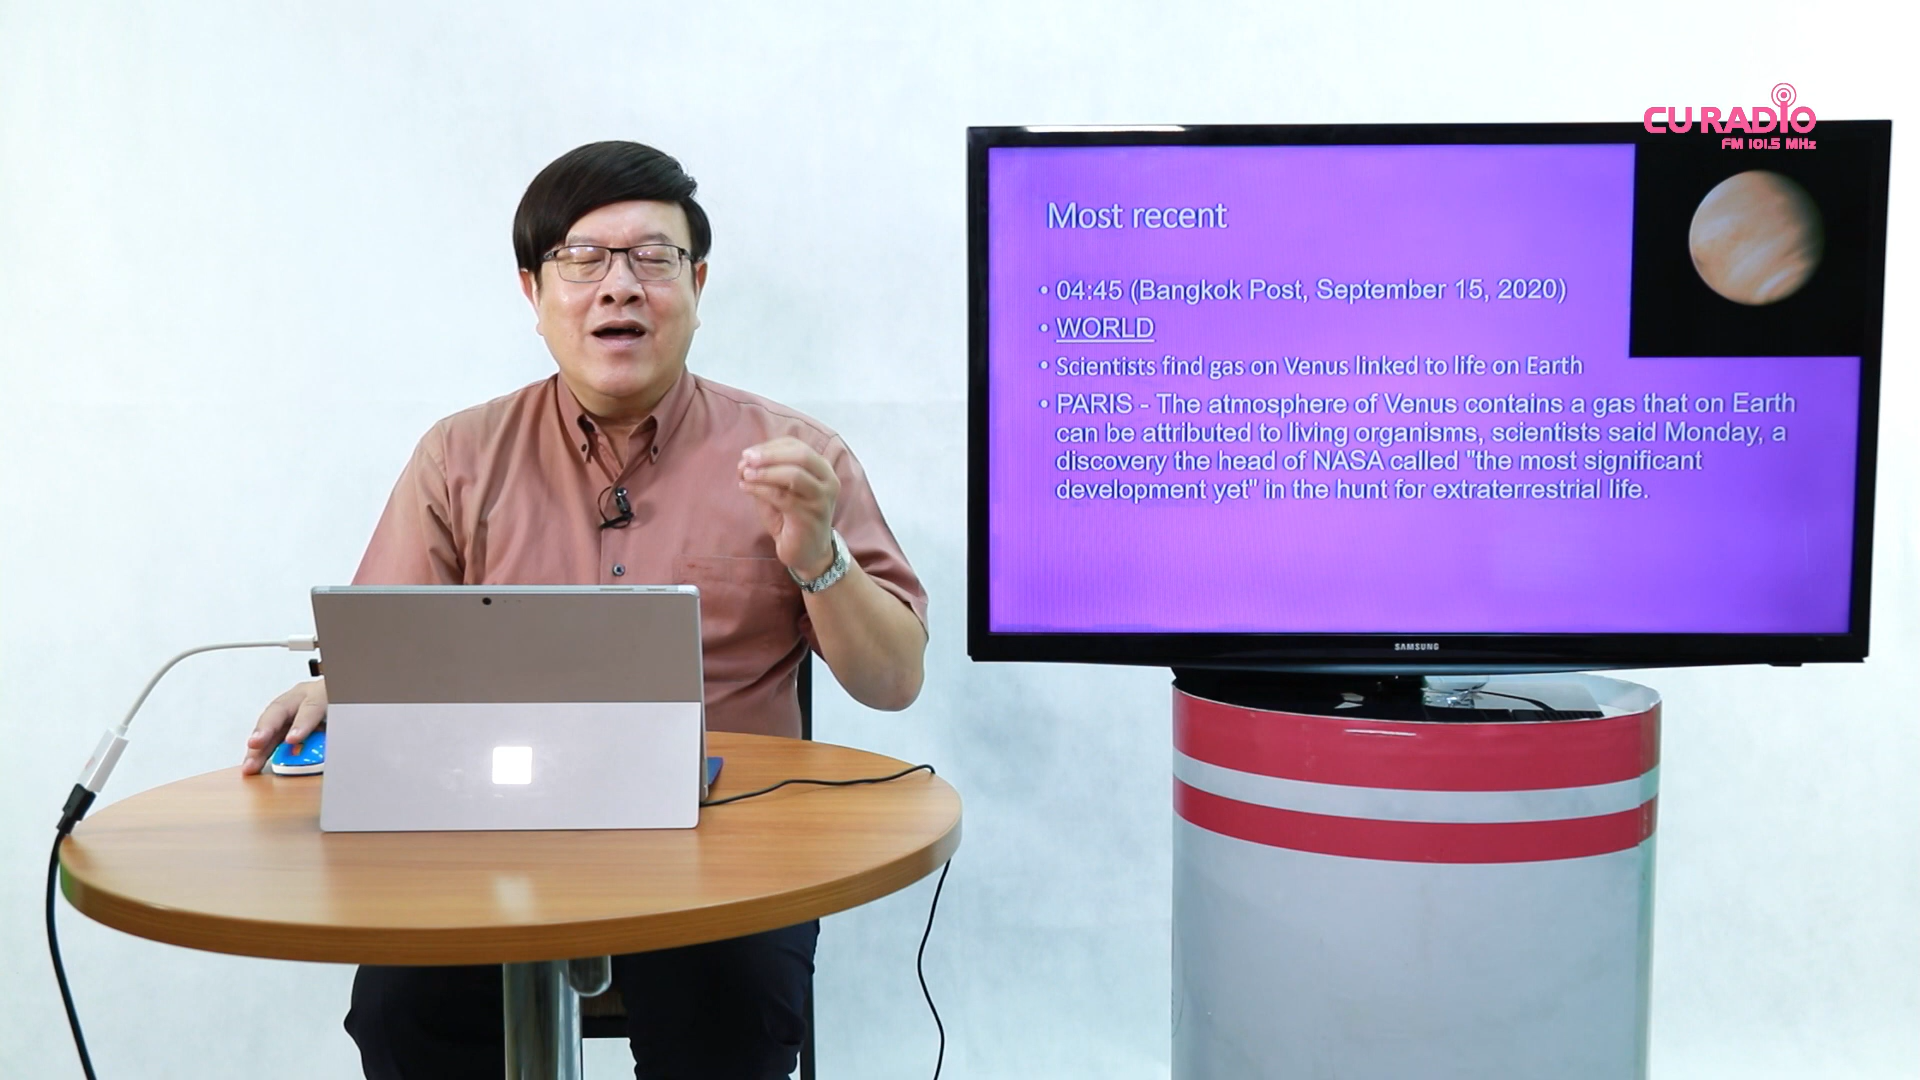 CU RADIO
FM 101.5 MHz
Most recent
• 04:45 (Bangkok Post, September 15, 2020)
• WORLD
• Scientists find gas on Venus linked to life on Earth
• PARIS - The atmosphere of Venus contains a gas that on Earth
can be attributed to living organisms, scientists said Monday, a
discovery the head of NASA called "the most significant
development yet" in the hunt for extraterrestrial life.
SAMSUNG